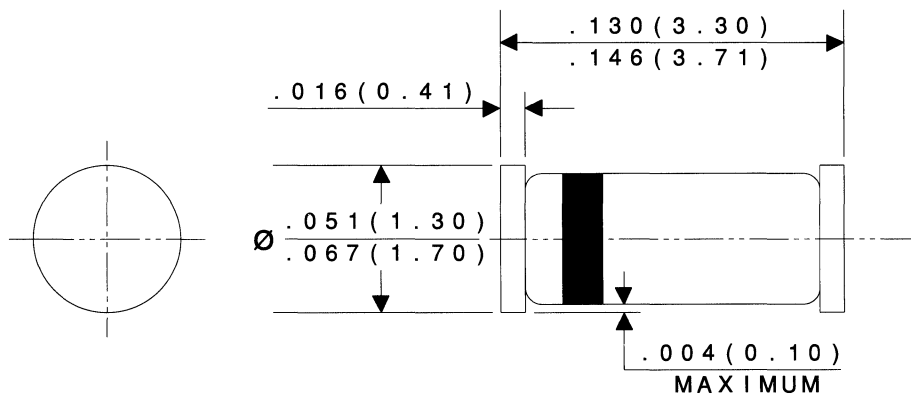 .130(3.30)
.146(3.71)
.016(0.41)
Ø .051(1.30)
.067(1.70)
.004(0.10)
MAXIMUM